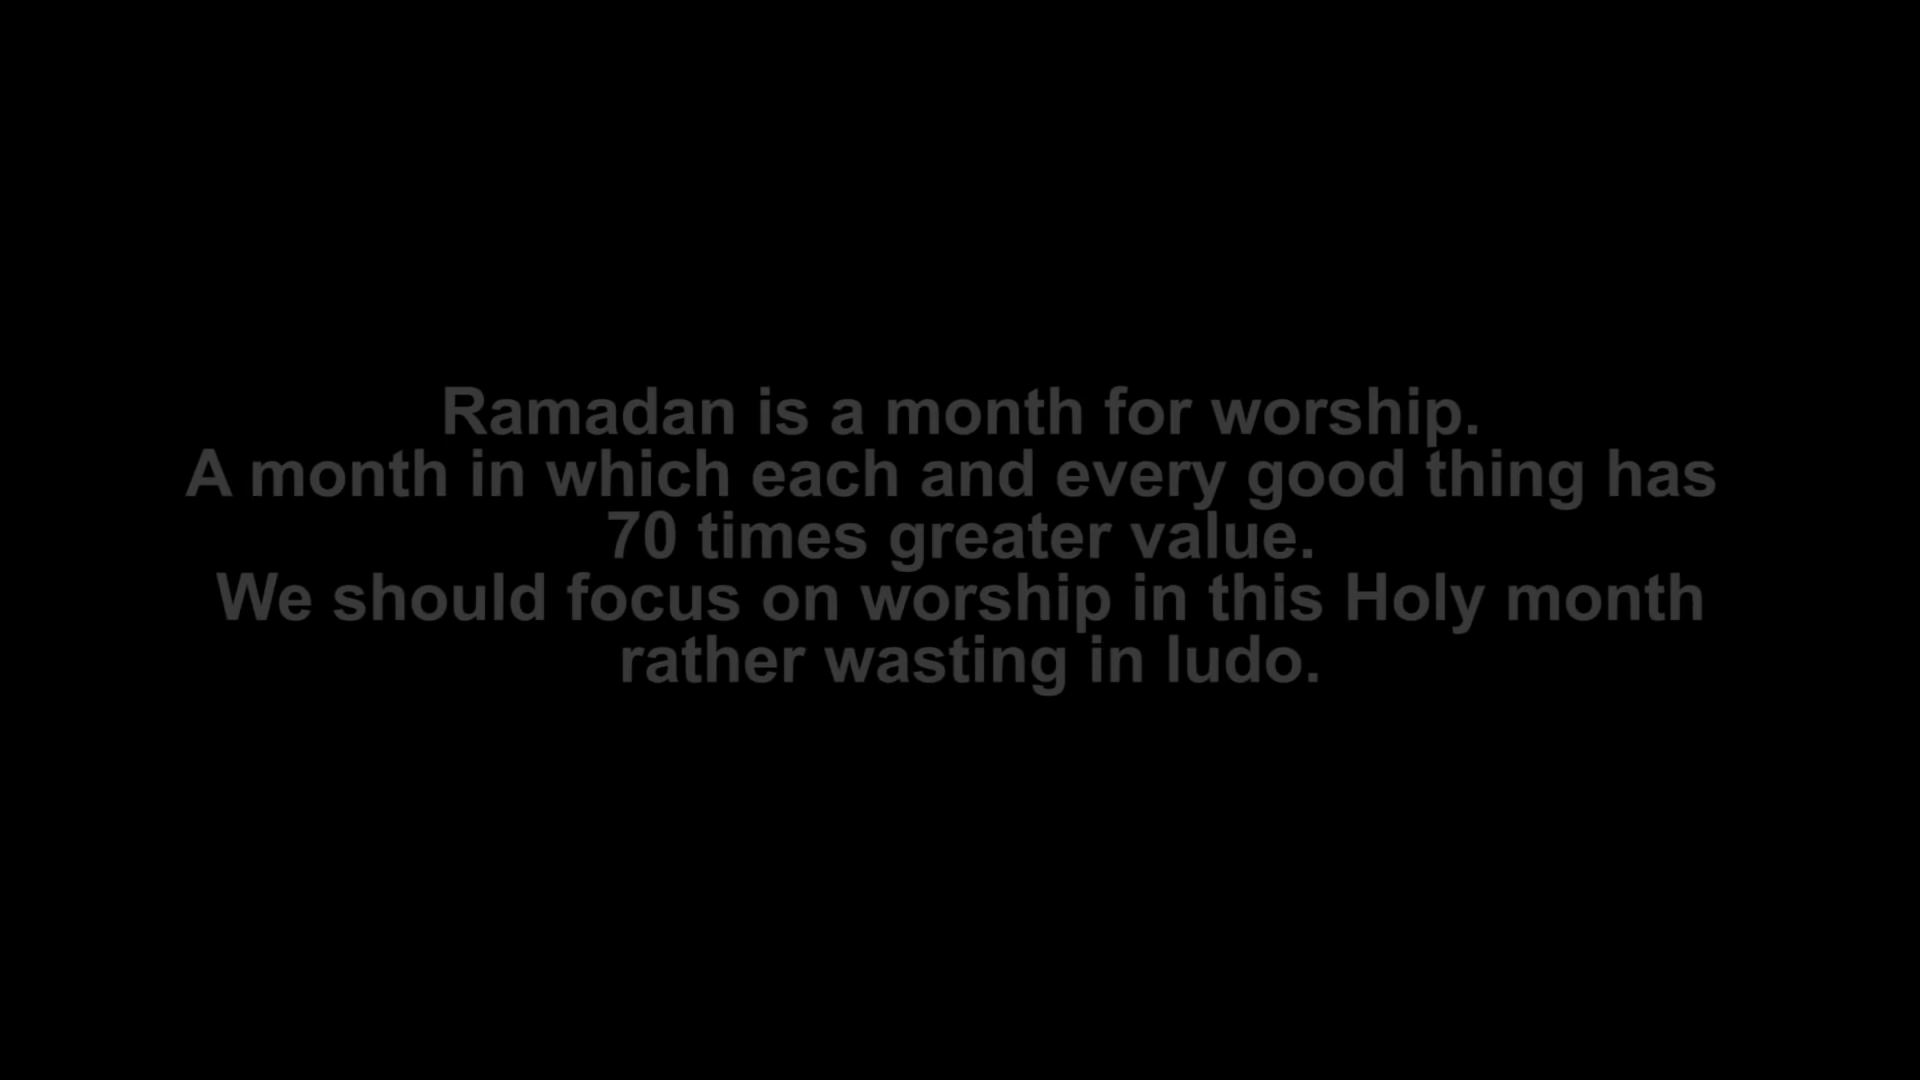 Ramadan is a month for worship.
A month in which each and every good thing has
70 times greater value.
We should focus on worship in this Holy month
rather wasting in ludo.